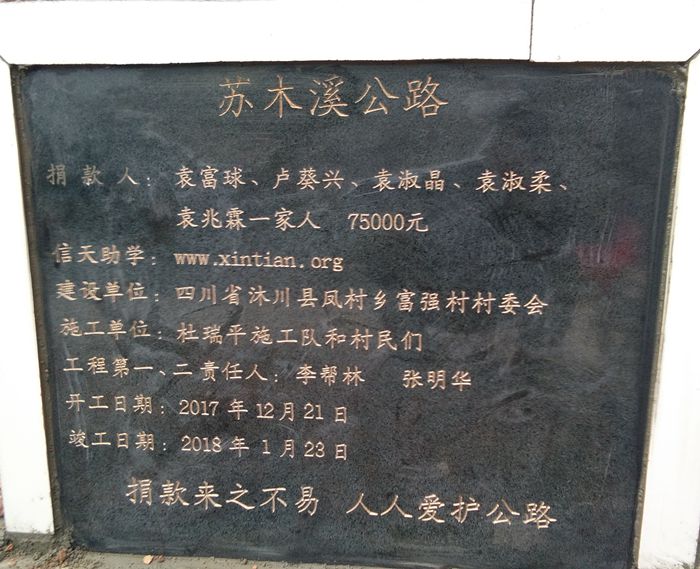 苏木溪公路
捐款人：袁富球、卢葵兴、袁淑晶、袁淑柔、
袁兆霖一家人 75000元
信天助学：www.xintian.org
建设单位：四川省沐川县凤村乡富强村村委会
施工单位：杜瑞平施工队和村民们
工程第一、二责任人：李帮林 张明华
开工日期：2017年12月21日
竣工日期：2018年1月23日
捐款来之不易 人人爱护公路